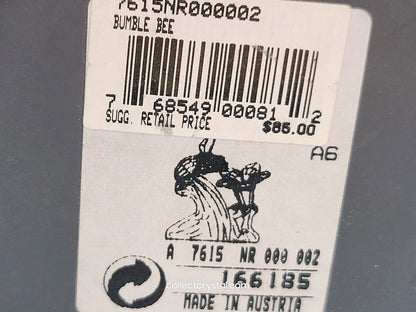 7615NR000002
BUMBLE BEE
7 68549 00081 2
SUGG. RETAIL PRICE $85.00
A6
A 7615 NR 000 002
166185
collectcrystal.com
MADE IN AUSTRIA